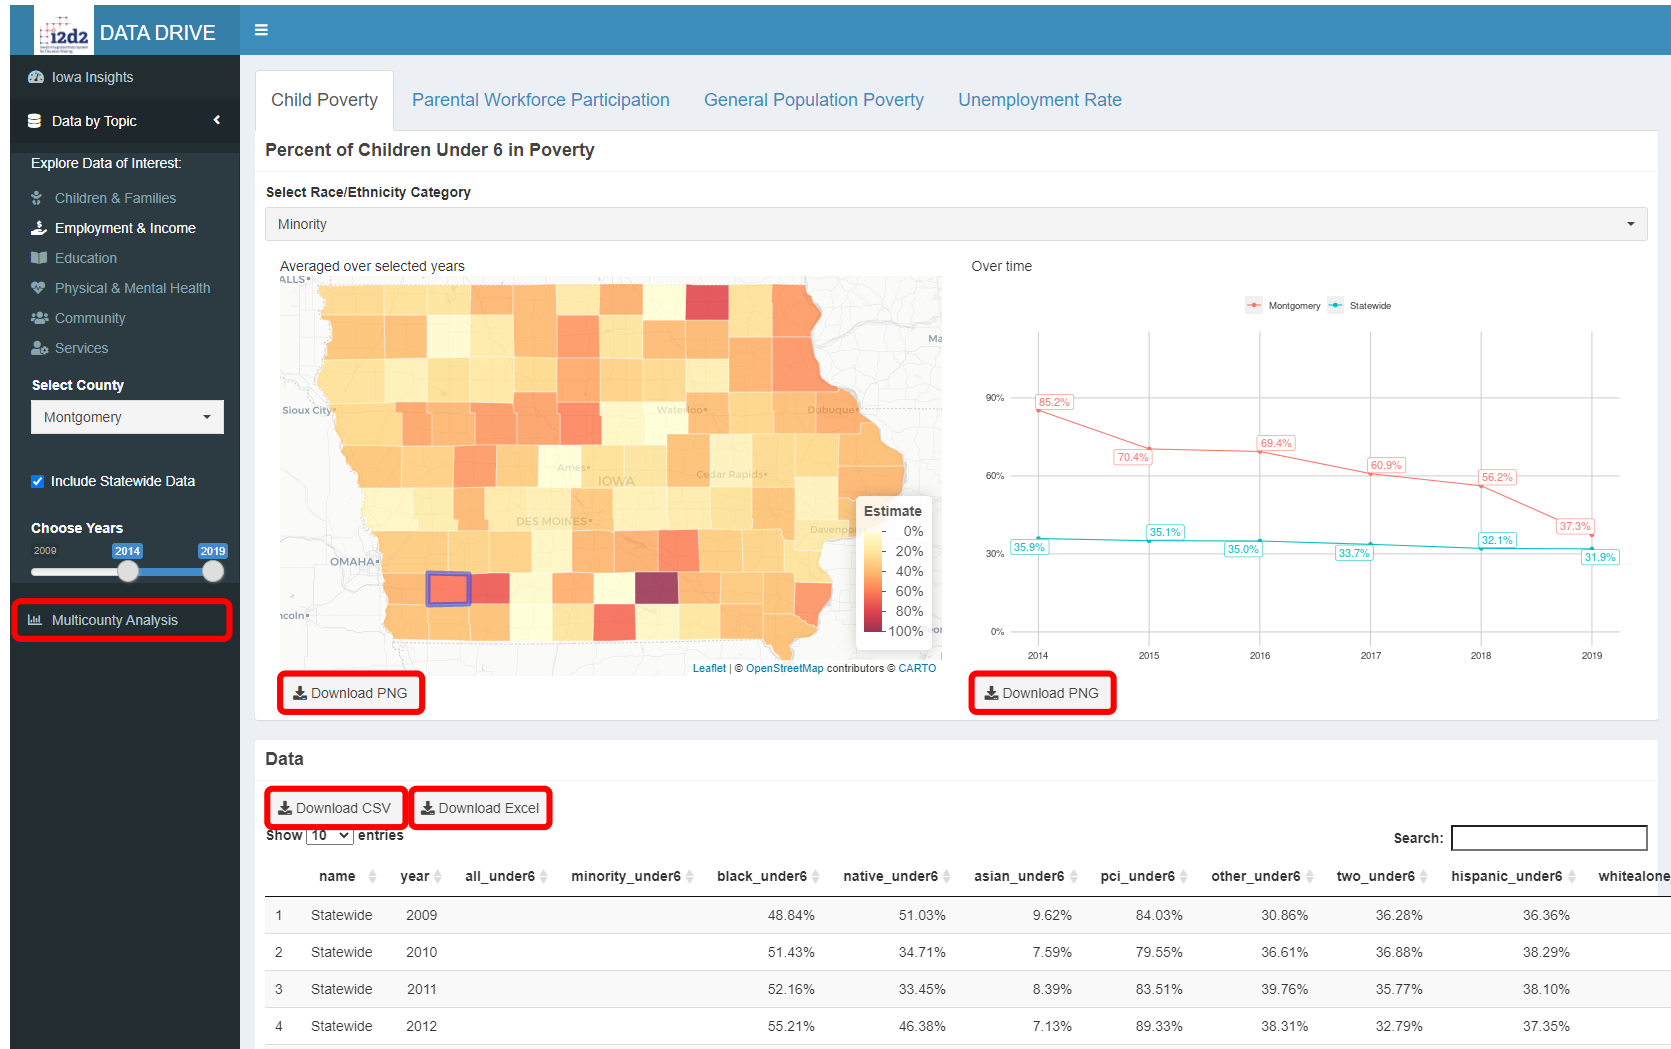 i2d2 DATA DRIVE
Iowa Insights
Data by Topic
Explore Data of Interest:
Children & Families
Employment & Income
Education
Physical & Mental Health
Community
Services
Select County
Montgomery
Include Statewide Data
Choose Years
2009 2014 2019
Multicounty Analysis
Child Poverty Parental Workforce Participation General Population Poverty Unemployment Rate
Percent of Children Under 6 in Poverty
Select Race/Ethnicity Category
Minority
Averaged over selected years
ALLS
Ma
Sioux City
Waterloo
Dubuque
Ames
IOWA
Cedar Rapids
DES MOINES
Davenpo
OMAHA
ncoln
Estimate
0%
20%
40%
60%
80%
100%
Leaflet | © OpenStreetMap contributors © CARTO
Download PNG
Over time
Montgomery Statewide
90%
60%
30%
0%
85.2%
70.4%
69.4%
60.9%
56.2%
37.3%
35.9%
35.1%
35.0%
33.7%
32.1%
31.9%
2014 2015 2016 2017 2018 2019
Download PNG
Data
Download CSV Download Excel
Show 10 entries
Search:
name year all_under6 minority_under6 black_under6 native_under6 asian_under6 pci_under6 other_under6 two_under6 hispanic_under6 whitealone
1 Statewide 2009 48.84% 51.03% 9.62% 84.03% 30.86% 36.28% 36.36%
2 Statewide 2010 51.43% 34.71% 7.59% 79.55% 36.61% 36.88% 38.29%
3 Statewide 2011 52.16% 33.45% 8.39% 83.51% 39.76% 35.77% 38.10%
4 Statewide 2012 55.21% 46.38% 7.13% 89.33% 38.31% 32.79% 37.35%